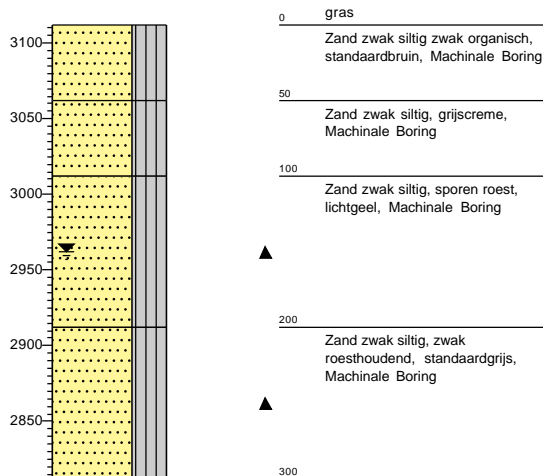 0 gras
3100
Zand zwak siltig zwak organisch,
standaardbruin, Machinale Boring
50
3050
Zand zwak siltig, grijscreme,
Machinale Boring
100
3000
Zand zwak siltig, sporen roest,
lichtgeel, Machinale Boring
2950
200
2900
Zand zwak siltig, zwak
roesthoudend, standaardgrijs,
Machinale Boring
2850
300